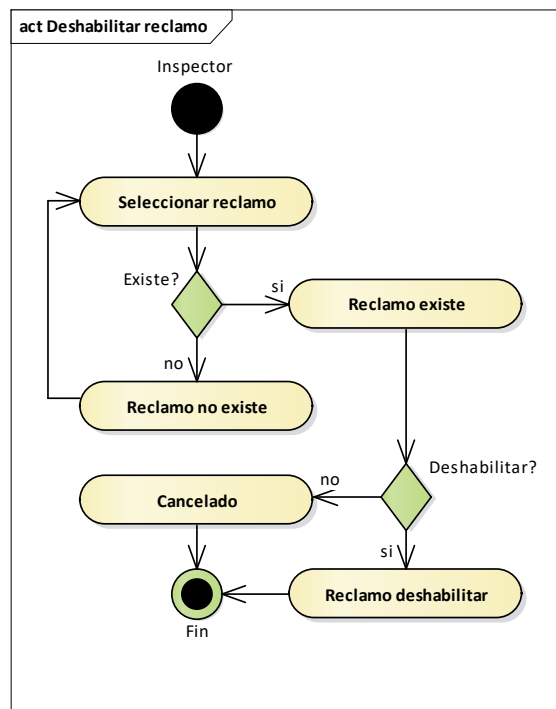 act Deshabilitar reclamo
Inspector
Seleccionar reclamo
Existe?
si
Reclamo existe
no
Reclamo no existe
Deshabilitar?
no
Cancelado
si
Reclamo deshabilitar
Fin